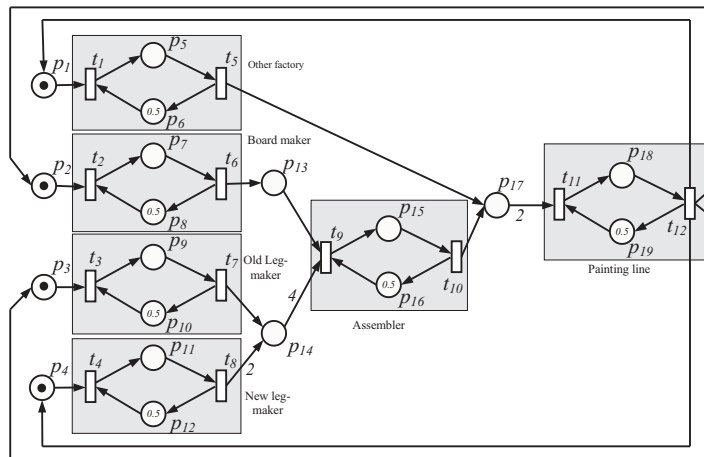 p1 t1 p5 t5 Other factory
0.5
p6
Board maker
p2 t2 p7 t6 p13
0.5
p8
p17 t11 p18
2
0.5
p19 t12
Painting line
p3 t3 p9 t7 Old Leg-
maker
0.5
p10
t9 p15
0.5
p16 t10
Assembler
4
p14
p4 t4 p11 t8 2
0.5
p12
New leg-
maker